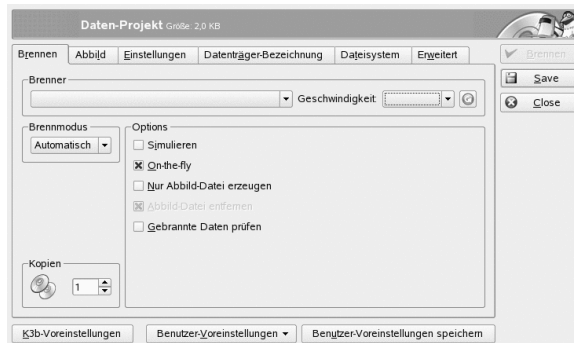 Daten-Projekt Größe: 2,0 KB
Brennen Abbild Einstellungen Datenträger-Bezeichnung Dateisystem Erweitert
Brennen
Save
Close
Brenner
Geschwindigkeit
Brennmodus
Automatisch
Options
Simulieren
On-the-fly
Nur Abbild-Datei erzeugen
Abbild-Datei entfernen
Gebrannte Daten prüfen
Kopien
1
K3b-Voreinstellungen Benutzer-Voreinstellungen Benutzer-Voreinstellungen speichern